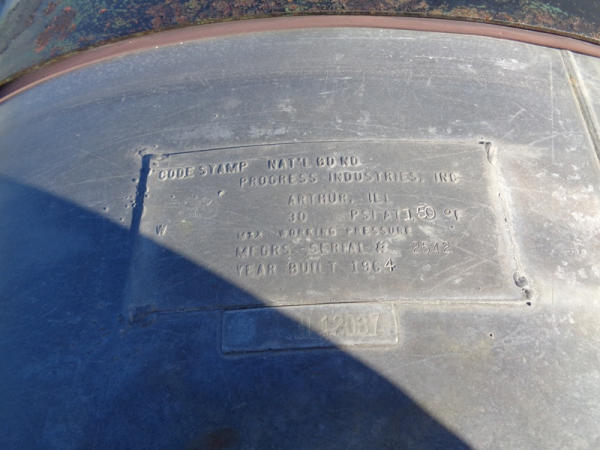 CODE STAMP NAT'L BD NO.
PROGRESS INDUSTRIES, INC
ARTHUR, ILL
30 PSI AT 150 °F
W
MAX WORKING PRESSURE
MFGRS SERIAL # 2542
YEAR BUILT 1964
12037